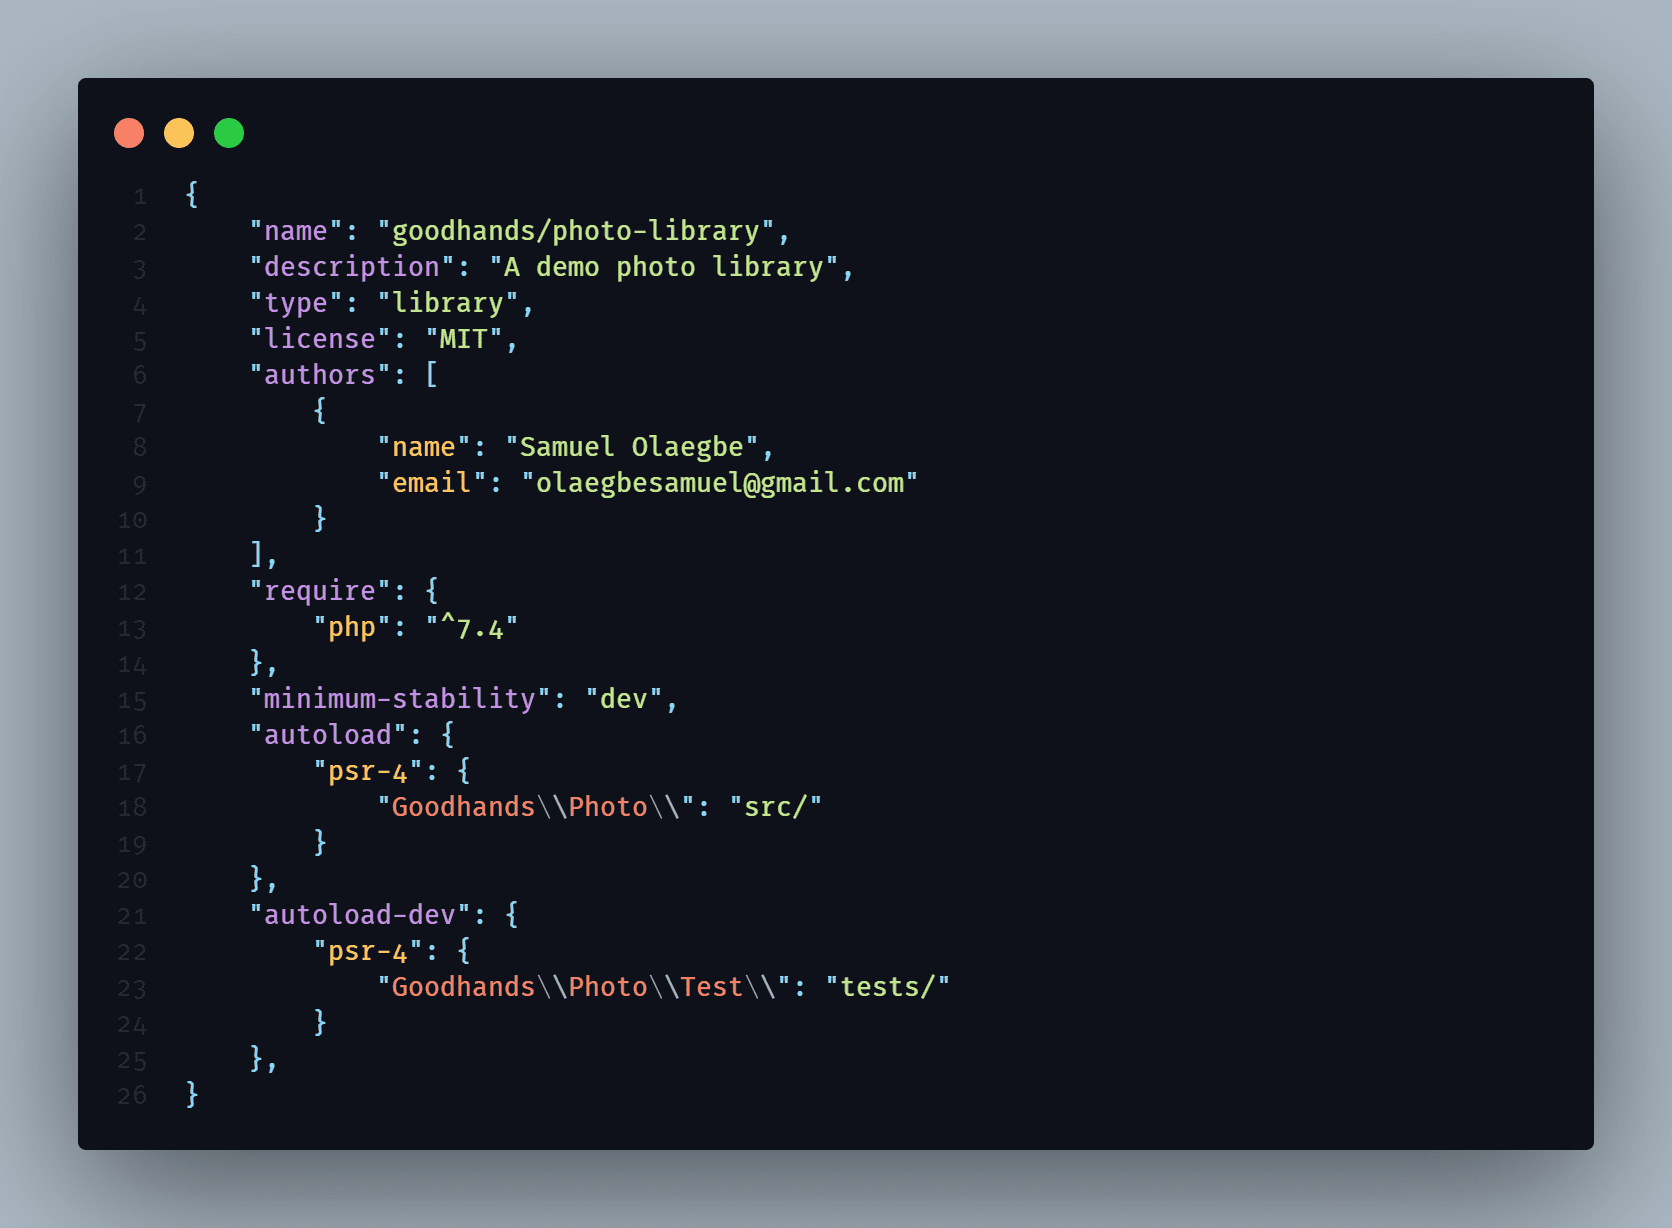 1 {
2     "name": "goodhands/photo-library",
3     "description": "A demo photo library",
4     "type": "library",
5     "license": "MIT",
6     "authors": [
7         {
8             "name": "Samuel Olaegbe",
9             "email": "olaegbesamuel@gmail.com"
10         }
11     ],
12     "require": {
13         "php": "^7.4"
14     },
15     "minimum-stability": "dev",
16     "autoload": {
17         "psr-4": {
18             "Goodhands\\Photo\\": "src/"
19         }
20     },
21     "autoload-dev": {
22         "psr-4": {
23             "Goodhands\\Photo\\Test\\": "tests/"
24         }
25     },
26 }